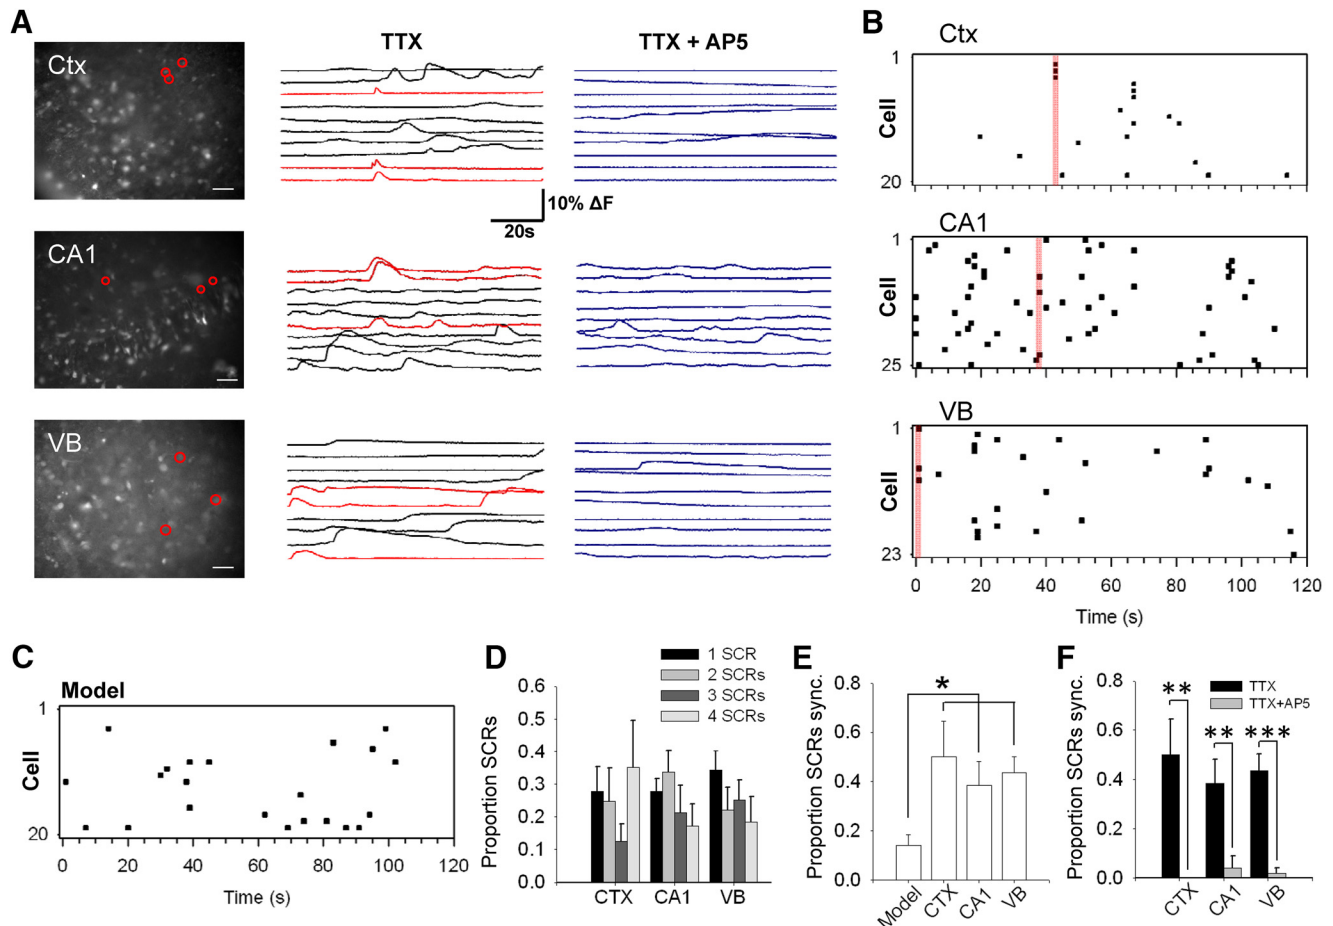 A
TTX
TTX + AP5
Ctx
10% ΔF
20s
CA1
VB
B
Ctx
1
Cell
20
CA1
1
Cell
25
VB
1
Cell
23
0 20 40 60 80 100 120
Time (s)
C
Model
1
Cell
20
0 20 40 60 80 100 120
Time (s)
D
1 SCR
2 SCRs
3 SCRs
4 SCRs
Proportion SCRs
0.6
0.5
0.4
0.3
0.2
0.1
0.0
CTX CA1 VB
E
Proportion SCRs sync.
0.8
0.6
0.4
0.2
0.0
*
Model CTX CA1 VB
F
Proportion SCRs sync.
0.8
0.6
0.4
0.2
0.0
TTX
TTX+AP5
**
** ***
CTX CA1 VB